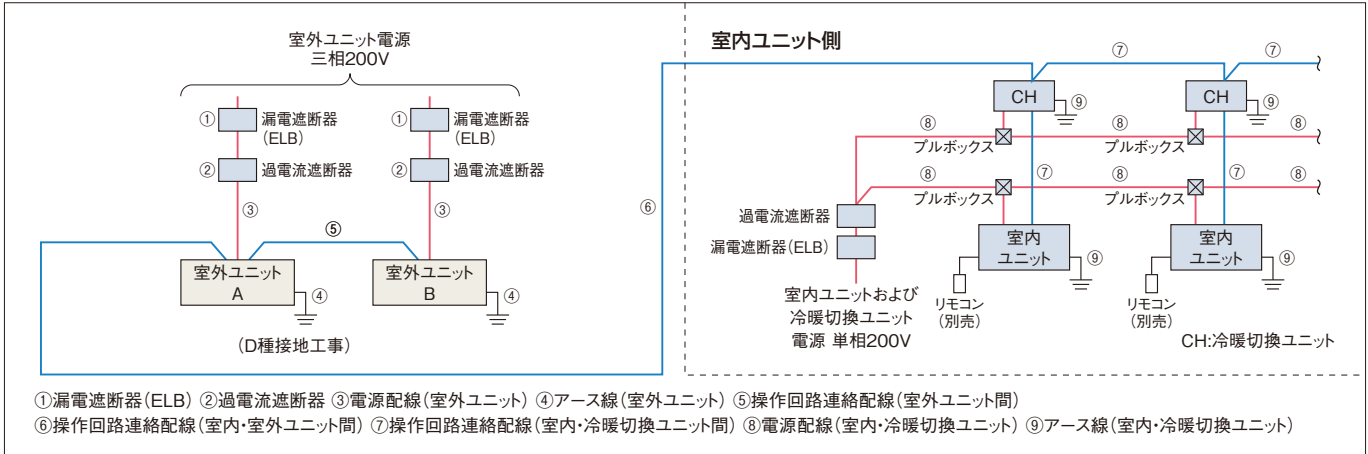 室外ユニット電源
三相200V
① 漏電遮断器
(ELB)
① 漏電遮断器
(ELB)
② 過電流遮断器
② 過電流遮断器
③
③
⑤
室外ユニット
A
④
室外ユニット
B
④
(D種接地工事)
⑥
室内ユニット側
⑦
⑦
CH
⑨
CH
⑨
⑧
⑧
⑧
プルボックス
プルボックス
⑦
⑦
⑧
⑧
⑧
プルボックス
プルボックス
過電流遮断器
漏電遮断器(ELB)
室内
ユニット
⑨
室内
ユニット
⑨
リモコン
(別売)
リモコン
(別売)
室内ユニットおよび
冷暖切換ユニット
電源 単相200V
CH:冷暖切換ユニット
①漏電遮断器(ELB) ②過電流遮断器 ③電源配線(室外ユニット) ④アース線(室外ユニット) ⑤操作回路連絡配線(室外ユニット間)
⑥操作回路連絡配線(室内・室外ユニット間) ⑦操作回路連絡配線(室内・冷暖切換ユニット間) ⑧電源配線(室内・冷暖切換ユニット) ⑨アース線(室内・冷暖切換ユニット)